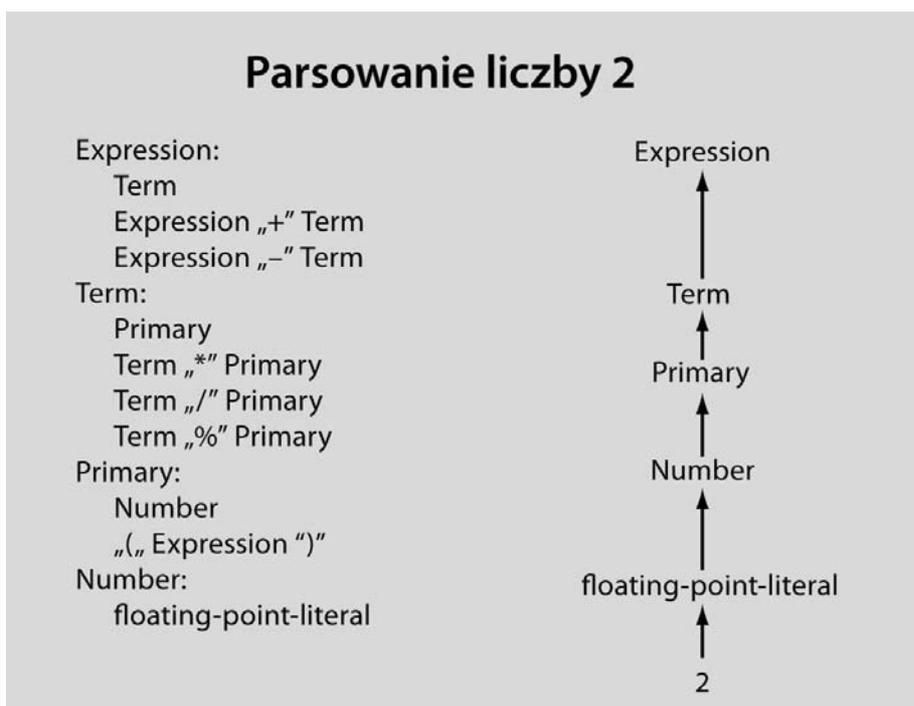 Parsowanie liczby 2
Expression:
Term
Expression „+” Term
Expression „–” Term
Term:
Primary
Term „*” Primary
Term „/” Primary
Term „%” Primary
Primary:
Number
„(„ Expression “)”
Number:
floating-point-literal
Expression
Term
Primary
Number
floating-point-literal
2